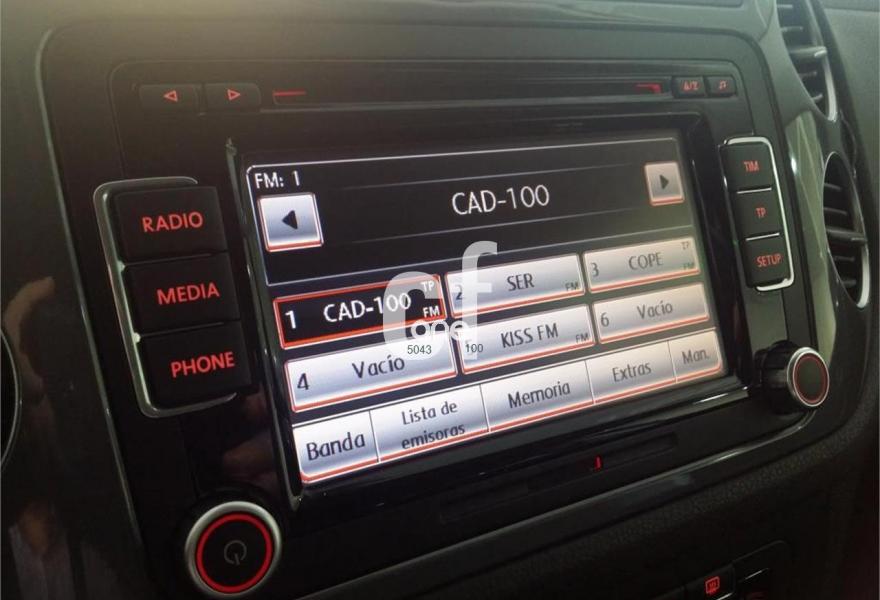 RADIO
MEDIA
PHONE
FM: 1
CAD-100
1 CAD-100 TP FM
2 SER FM
3 COPE TP FM
4 Vacío
KISS FM FM
6 Vacío
Banda
Lista de
emisoras
Memoria
Extras
Man.
TIM
TP
SETUP
cf
one
5043 100